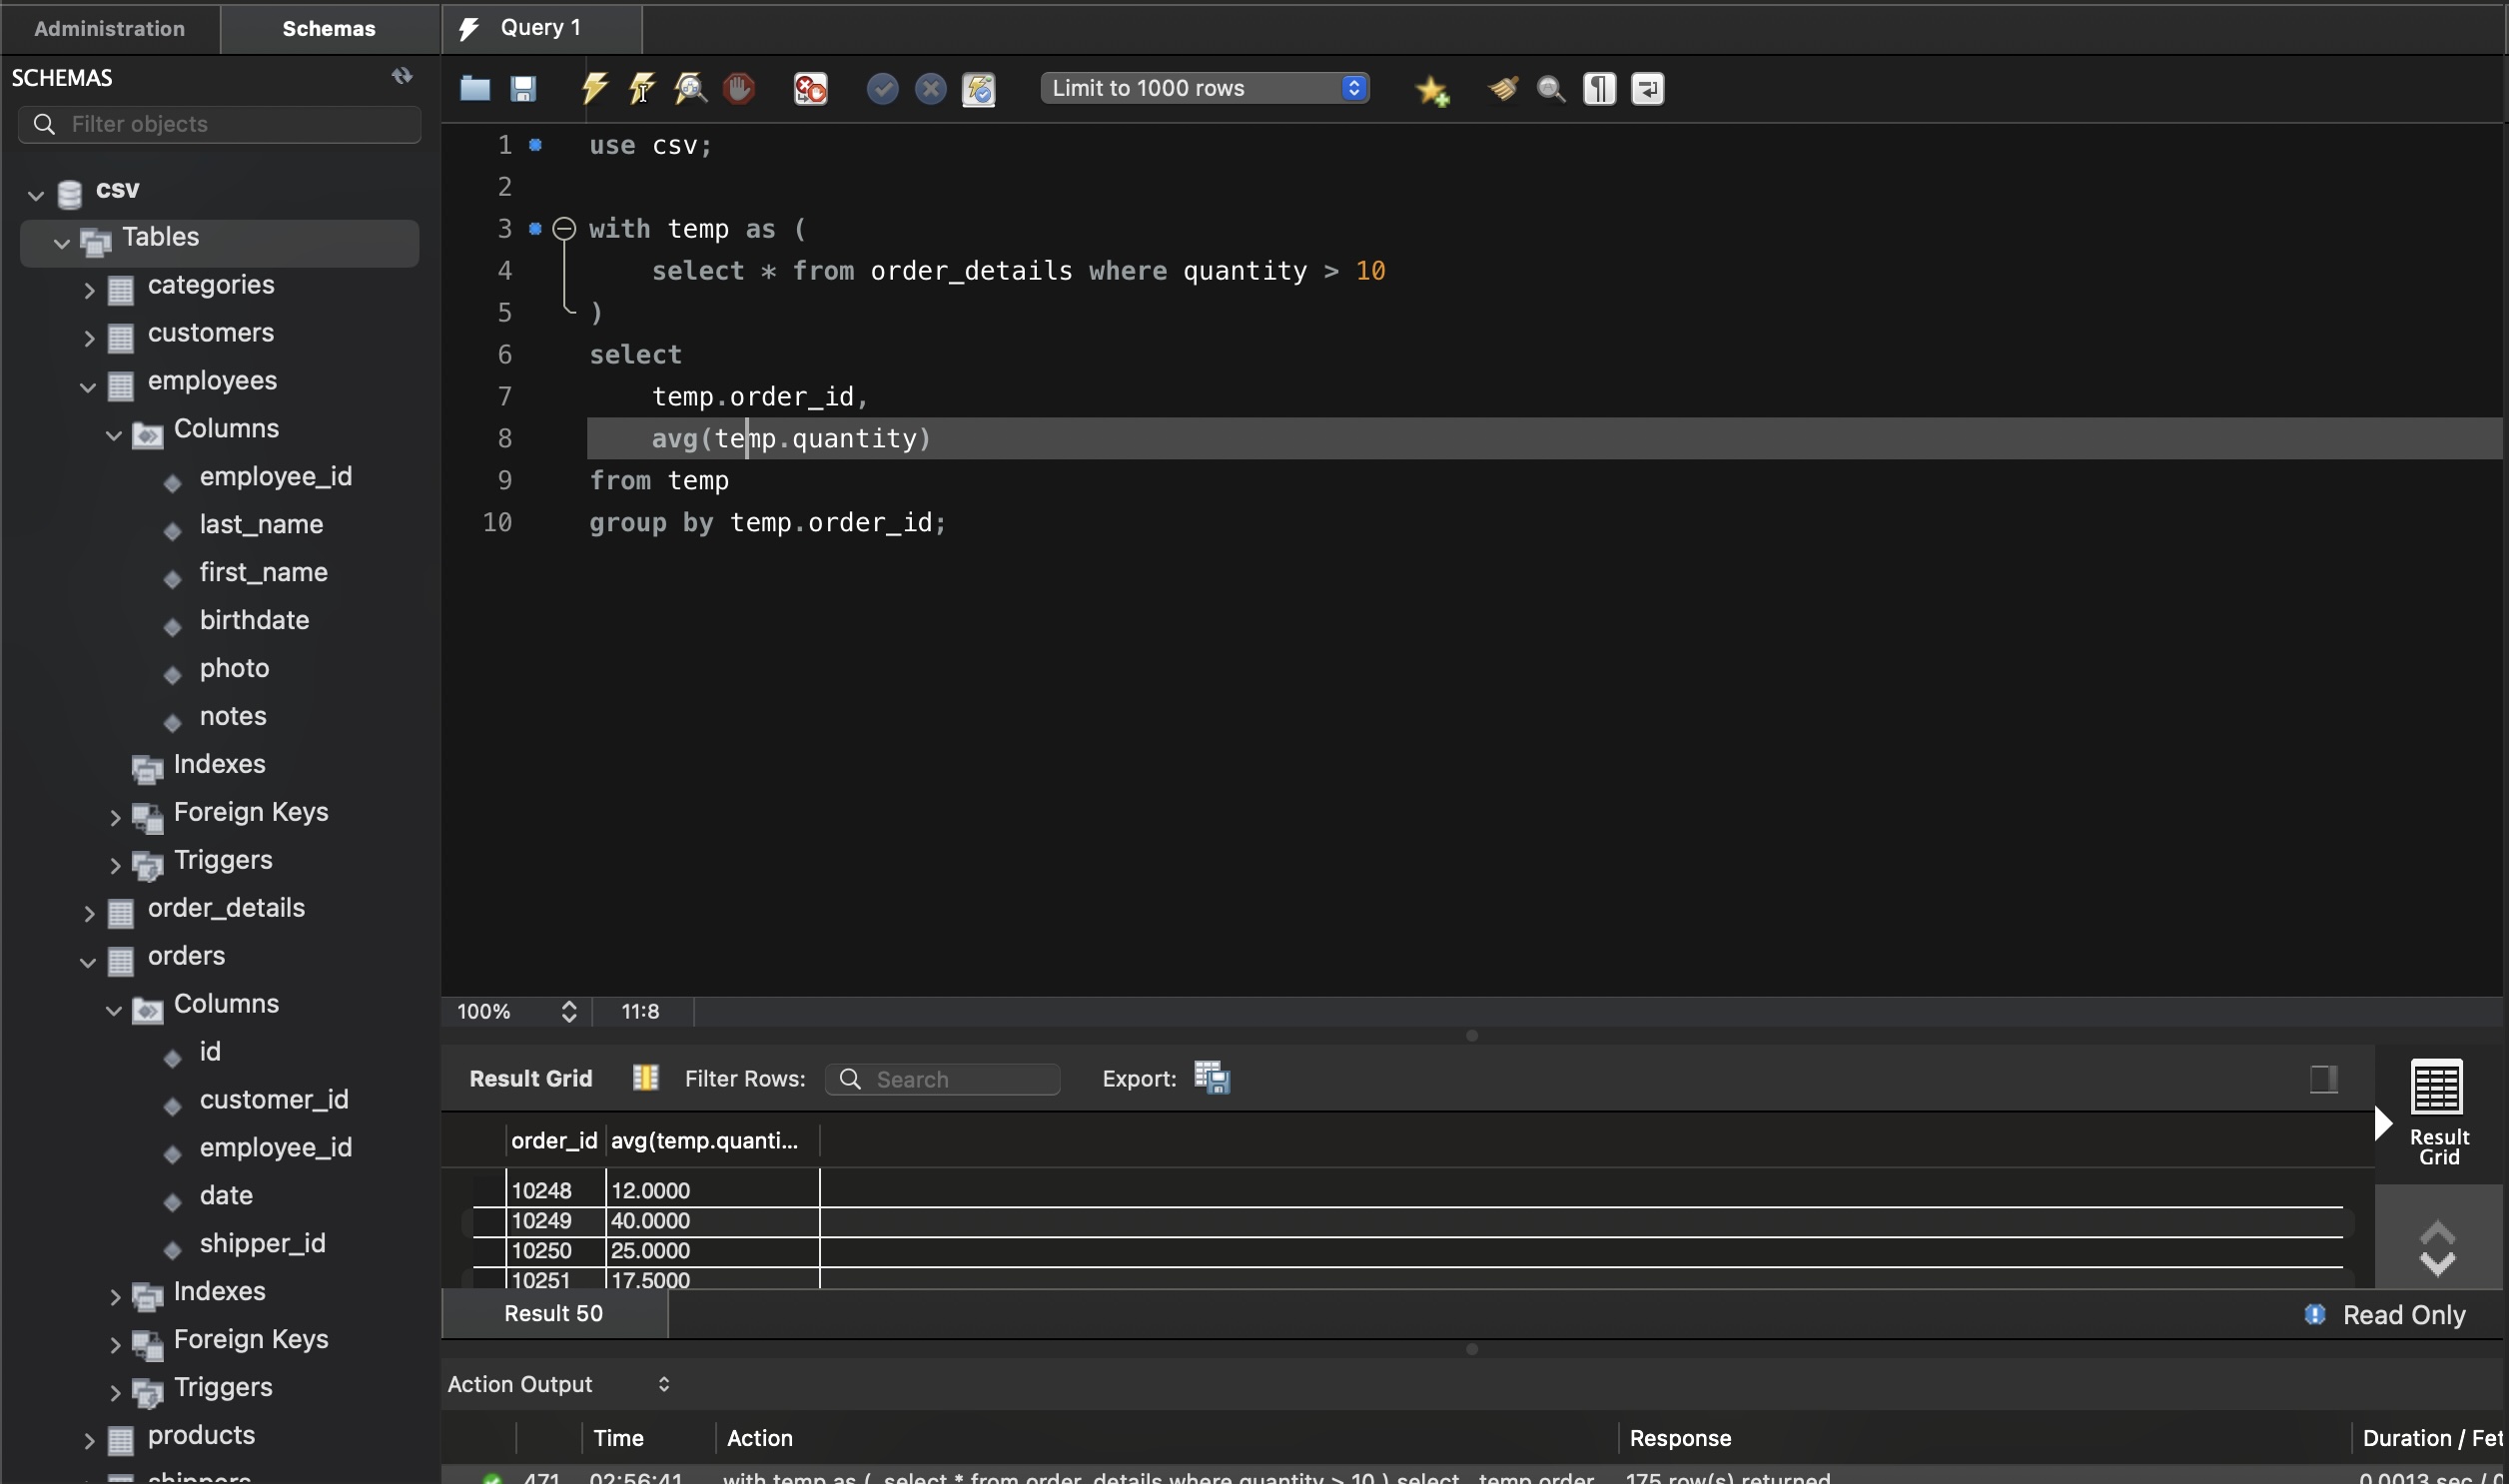 Administration
Schemas
Query 1
SCHEMAS
Filter objects
Limit to 1000 rows
csv
Tables
categories
customers
employees
Columns
employee_id
last_name
first_name
birthdate
photo
notes
Indexes
Foreign Keys
Triggers
order_details
orders
Columns
id
customer_id
employee_id
date
shipper_id
Indexes
Foreign Keys
Triggers
products
shippers
1 use csv;
2
3 with temp as (
4 select * from order_details where quantity > 10
5 )
6 select
7 temp.order_id,
8 avg(temp.quantity)
9 from temp
10 group by temp.order_id;
100% 11:8
Result Grid Filter Rows: Search Export:
order_id avg(temp.quanti...
10248 12.0000
10249 40.0000
10250 25.0000
10251 17.5000
Result
Grid
Result 50
Read Only
Action Output
Time Action Response Duration / Fet
471 02:56:41 with temp as ( select * from order_details where quantity > 10 ) select temp.order 175 row(s) returned 0.0013 sec / 0